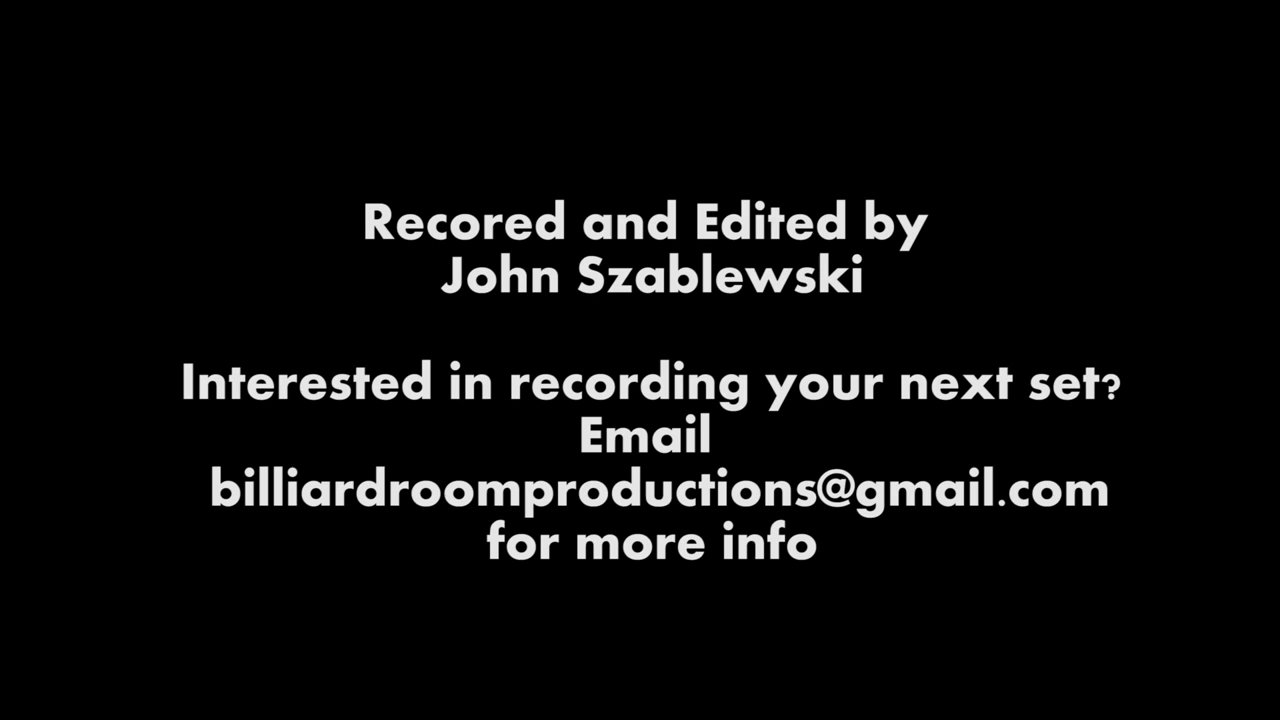 Recored and Edited by
John Szablewski
Interested in recording your next set?
Email
billiardroomproductions@gmail.com
for more info